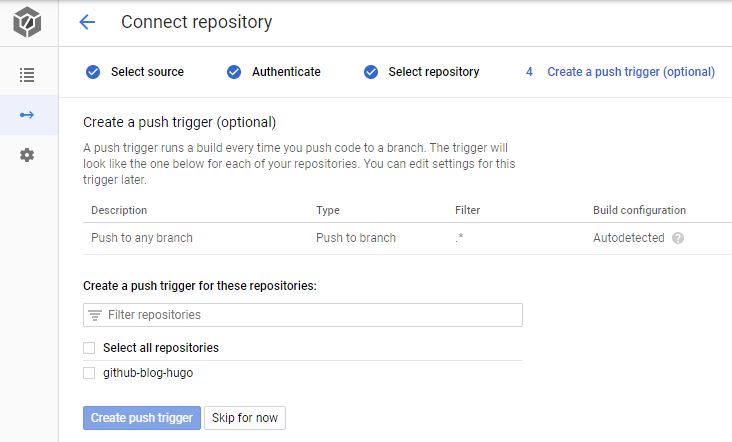 Connect repository
Select source Authenticate Select repository 4 Create a push trigger (optional)
Create a push trigger (optional)
A push trigger runs a build every time you push code to a branch. The trigger will
look like the one below for each of your repositories. You can edit settings for this
trigger later.
Description Type Filter Build configuration
Push to any branch Push to branch .* Autodetected ?
Create a push trigger for these repositories:
Filter repositories
Select all repositories
github-blog-hugo
Create push trigger Skip for now